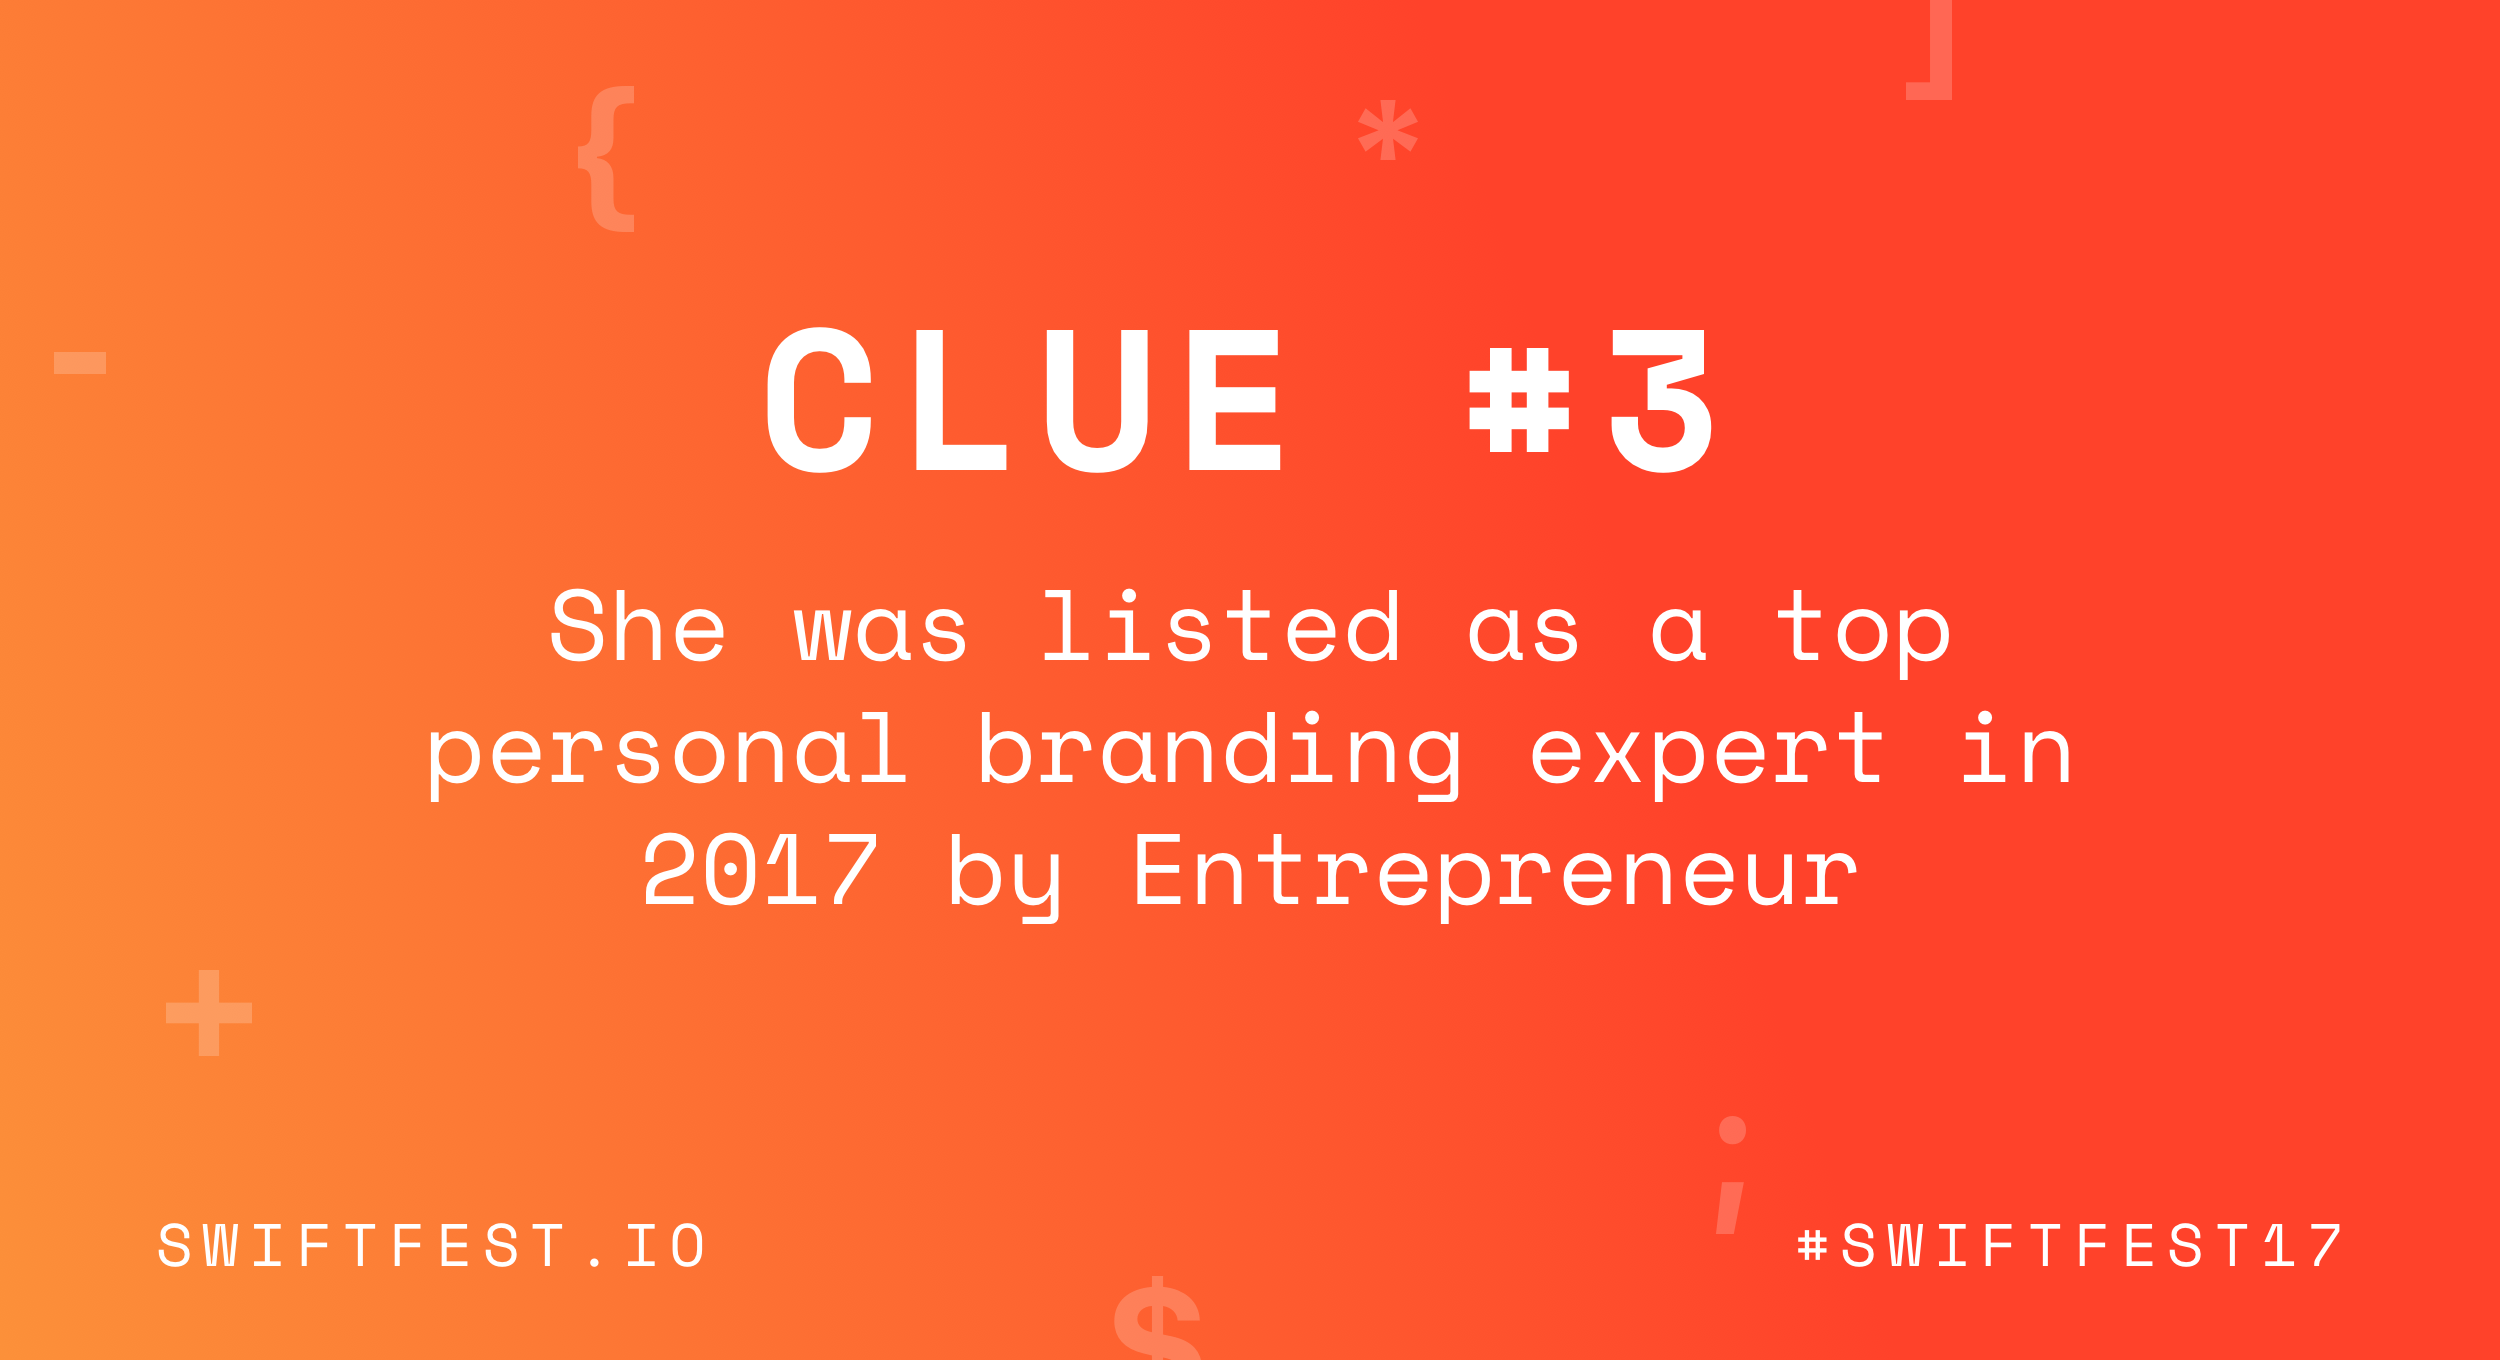 {
*
]
CLUE #3
-
She was listed as a top
personal branding expert in
2017 by Entrepreneur
+
;
SWIFTFEST.IO
#SWIFTFEST17
$